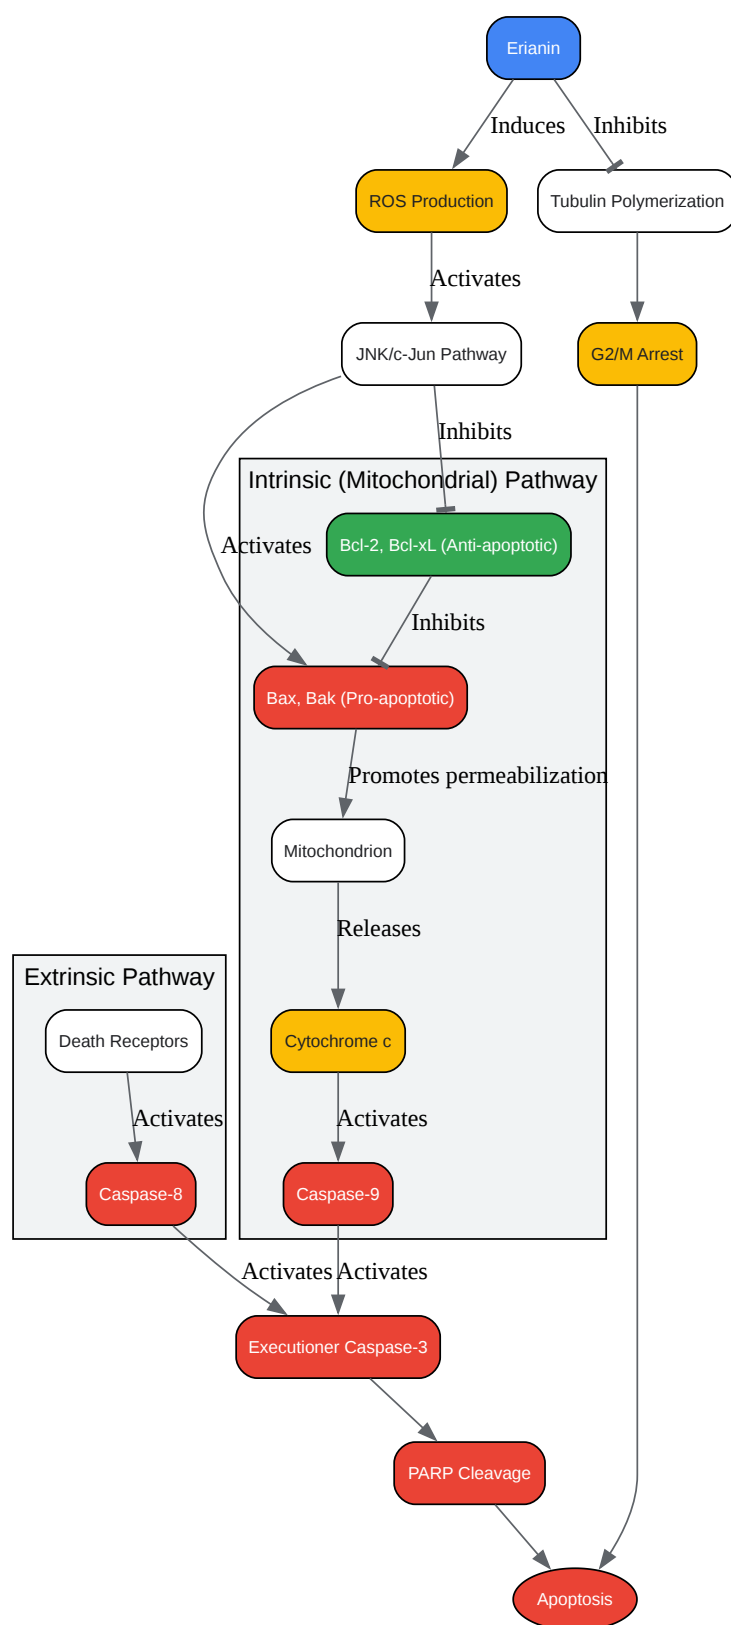 Erianin
Induces
Inhibits
ROS Production
Tubulin Polymerization
Activates
JNK/c-Jun Pathway
G2/M Arrest
Inhibits
Intrinsic (Mitochondrial) Pathway
Activates
Bcl-2, Bcl-xL (Anti-apoptotic)
Inhibits
Bax, Bak (Pro-apoptotic)
Promotes permeabilization
Mitochondrion
Releases
Extrinsic Pathway
Death Receptors
Cytochrome c
Activates
Activates
Caspase-8
Caspase-9
Activates
Activates
Executioner Caspase-3
PARP Cleavage
Apoptosis